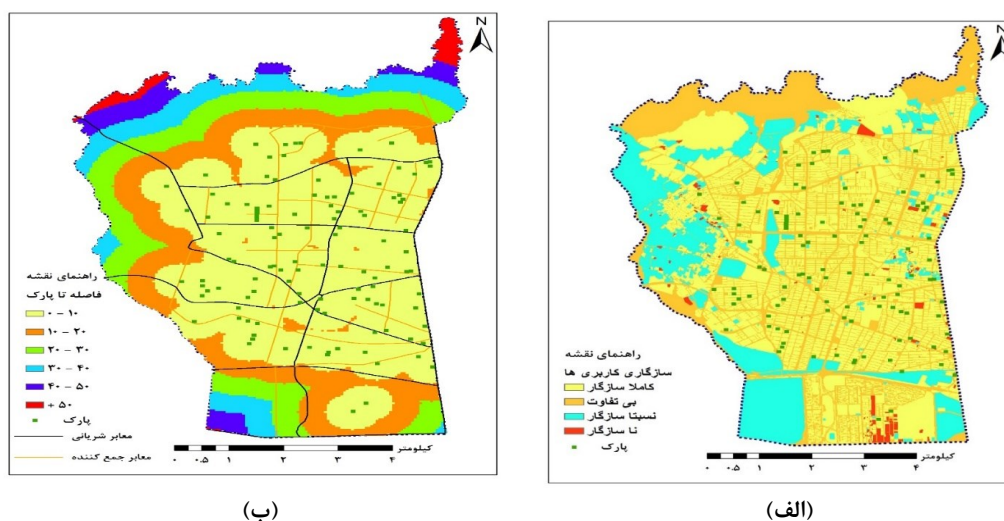 N
راهنمای نقشه
فاصله تا پارک
۰ - ۱۰
۱۰ - ۲۰
۲۰ - ۳۰
۳۰ - ۴۰
۴۰ - ۵۰
+ ۵۰
پارک
معابر شریانی
معابر جمع کننده
کیلومتر
۰ ۰.۵ ۱ ۲ ۳ ۴
(ب)
N
راهنمای نقشه
سازگاری کاربری ها
کاملا سازگار
بی تفاوت
نسبتا سازگار
نا سازگار
پارک
کیلومتر
۰ ۰.۵ ۱ ۲ ۳ ۴
(الف)